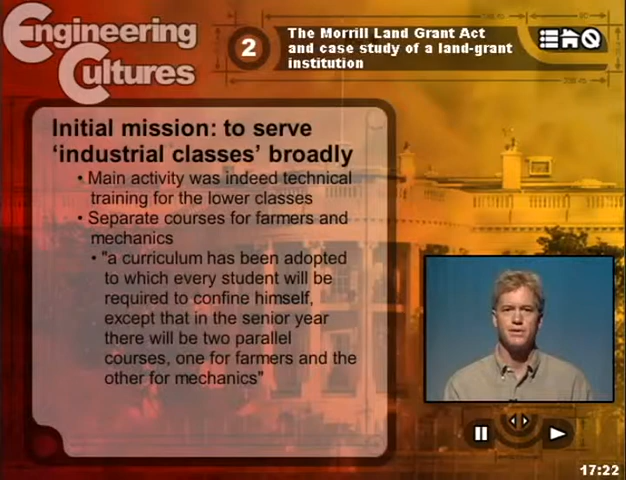 Engineering
Cultures
2
The Morrill Land Grant Act
and case study of a land-grant
institution
Initial mission: to serve
‘industrial classes’ broadly
• Main activity was indeed technical
training for the lower classes
• Separate courses for farmers and
mechanics
• "a curriculum has been adopted
to which every student will be
required to confine himself,
except that in the senior year
there will be two parallel
courses, one for farmers and the
other for mechanics"
17:22